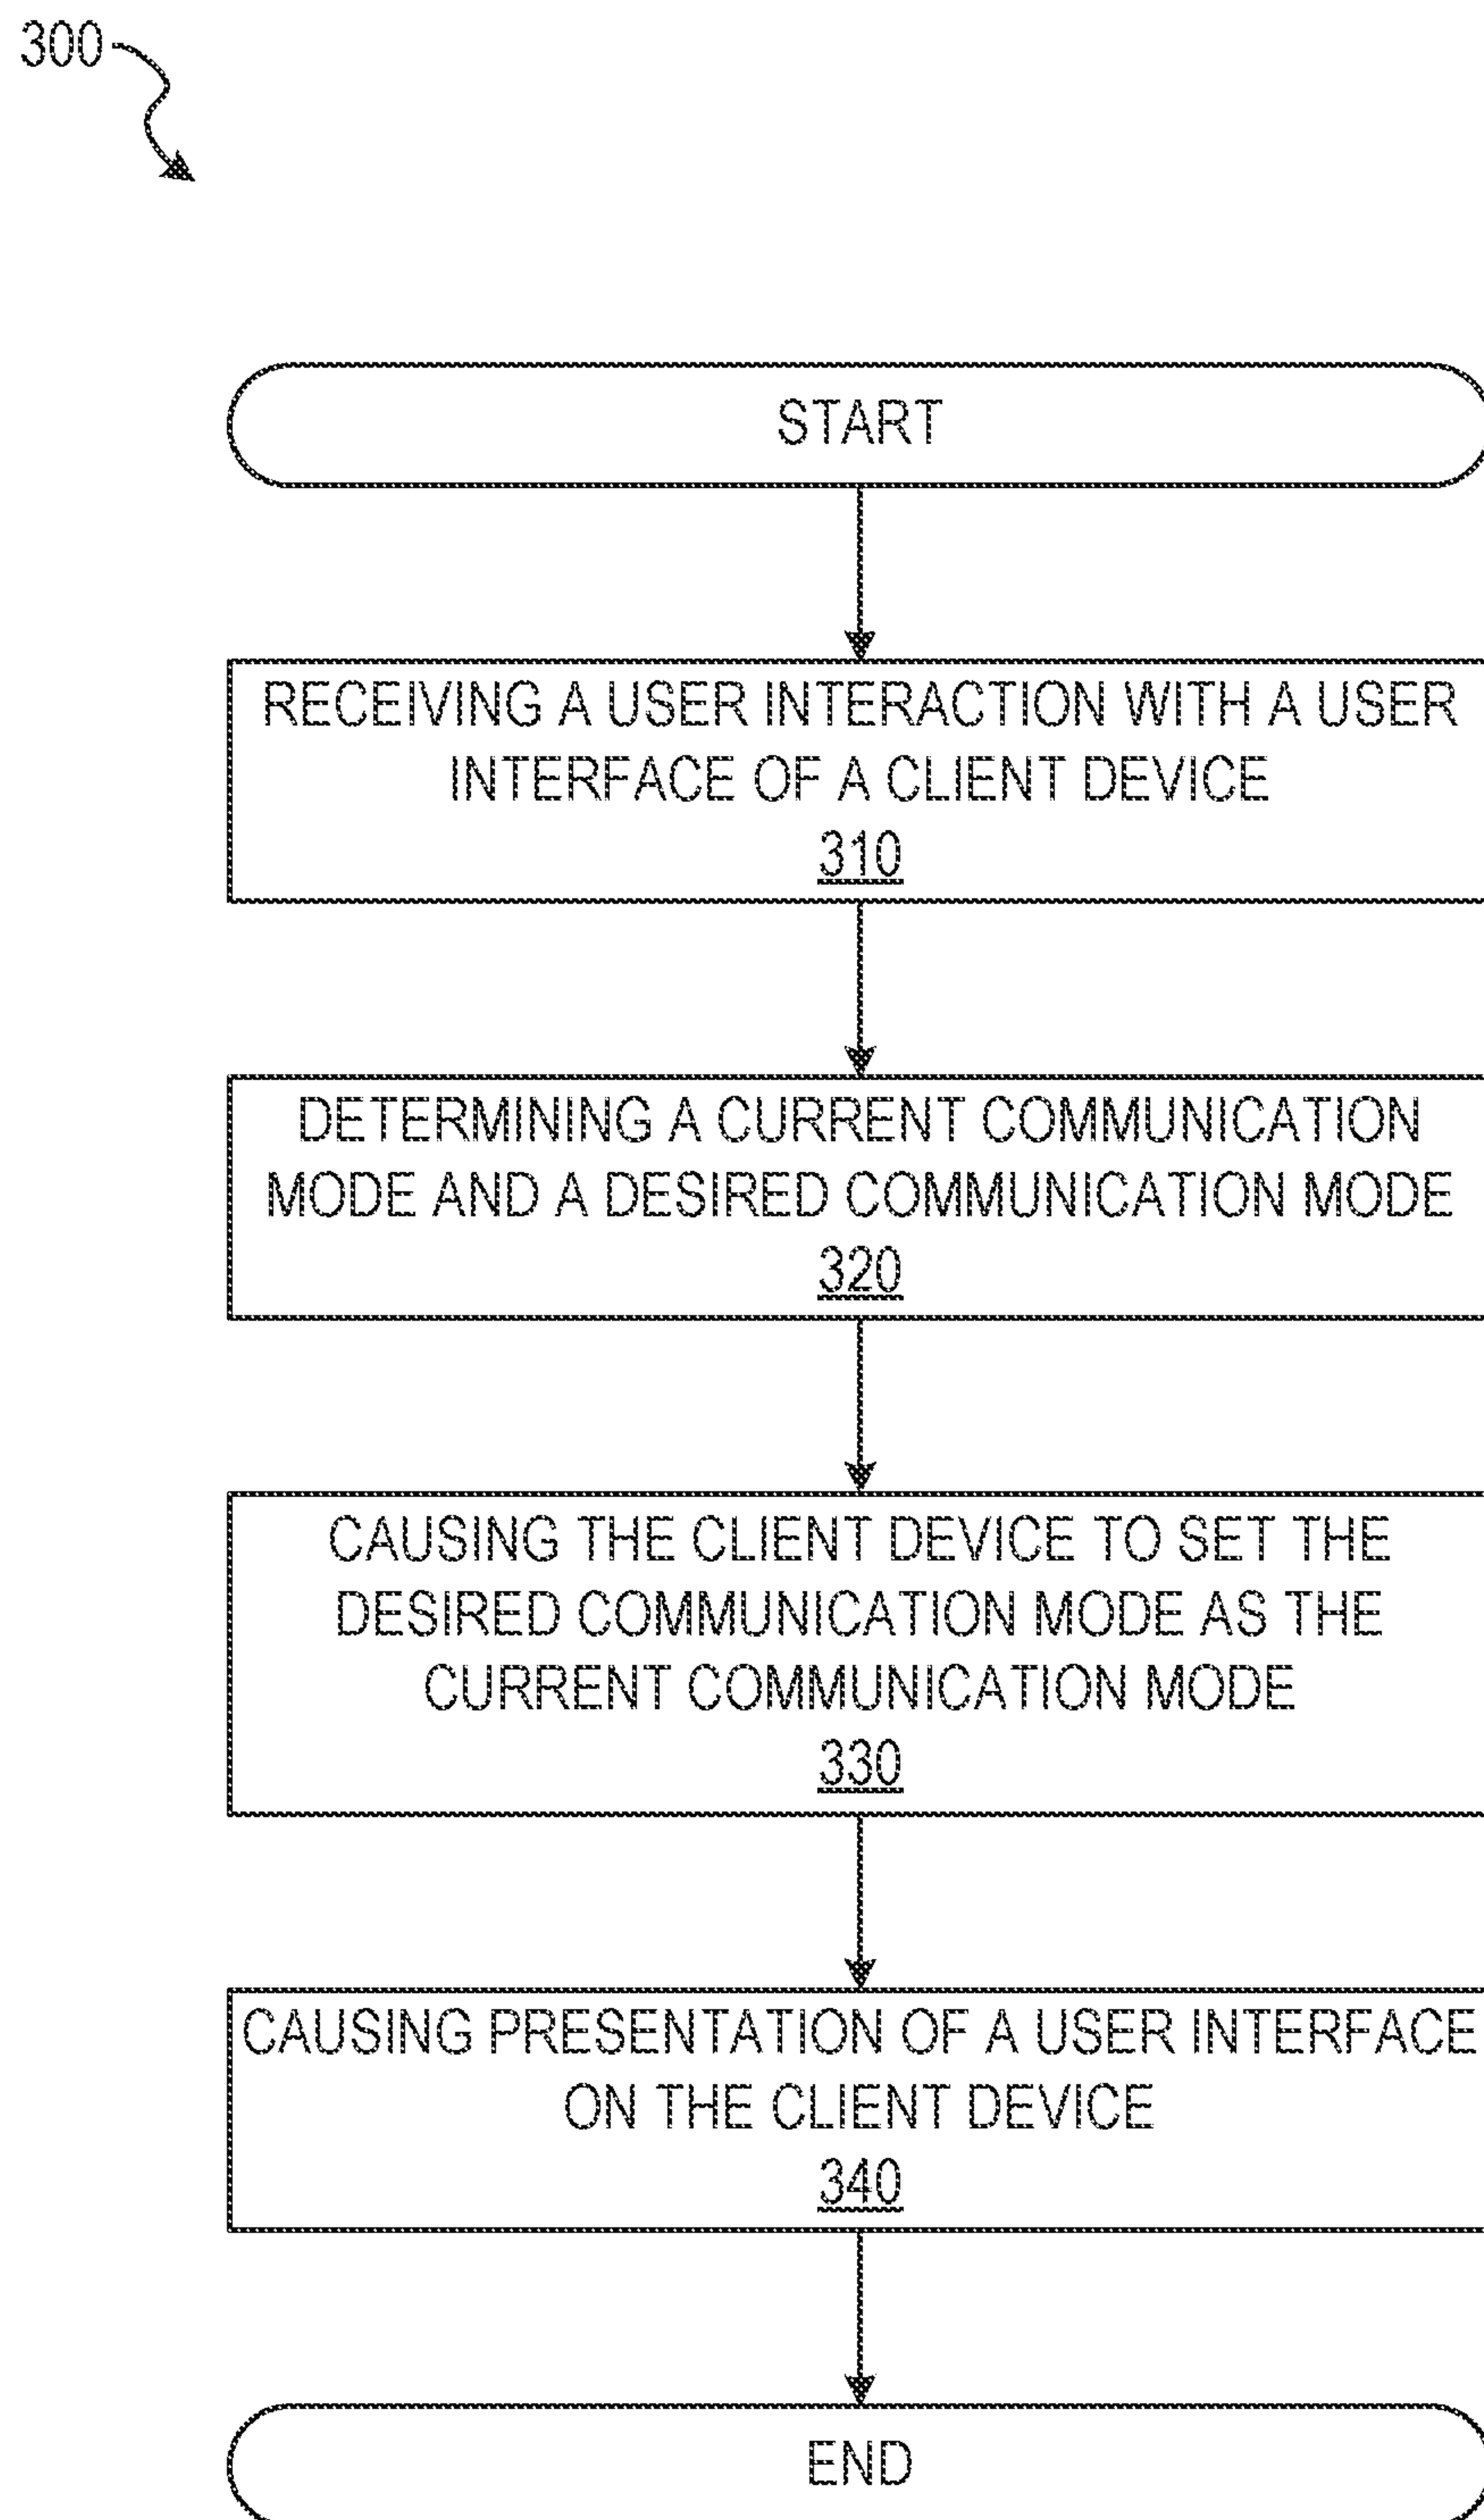 300
START
RECEIVING A USER INTERACTION WITH A USER
INTERFACE OF A CLIENT DEVICE
310
DETERMINING A CURRENT COMMUNICATION
MODE AND A DESIRED COMMUNICATION MODE
320
CAUSING THE CLIENT DEVICE TO SET THE
DESIRED COMMUNICATION MODE AS THE
CURRENT COMMUNICATION MODE
330
CAUSING PRESENTATION OF A USER INTERFACE
ON THE CLIENT DEVICE
340
END